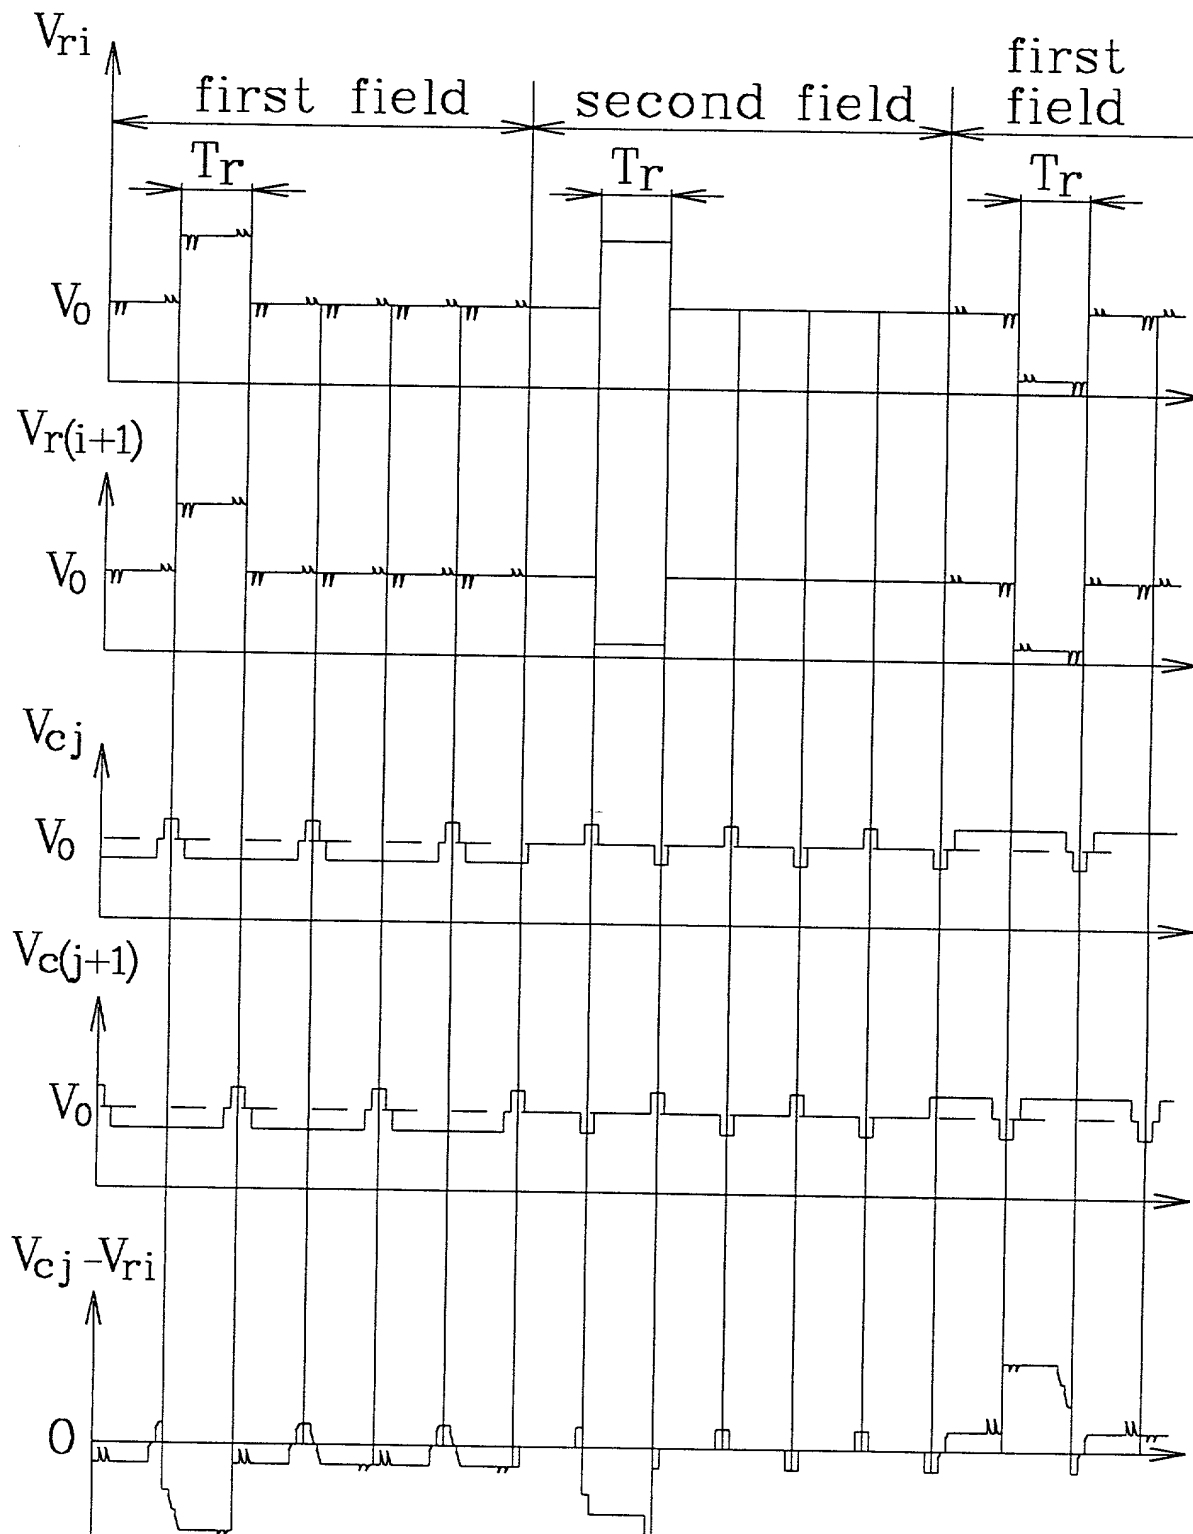 Vri
first field
second field
first
field
Tr
Tr
Tr
V0
Vr(i+1)
V0
Vcj
V0
Vc(j+1)
V0
Vcj-Vri
0